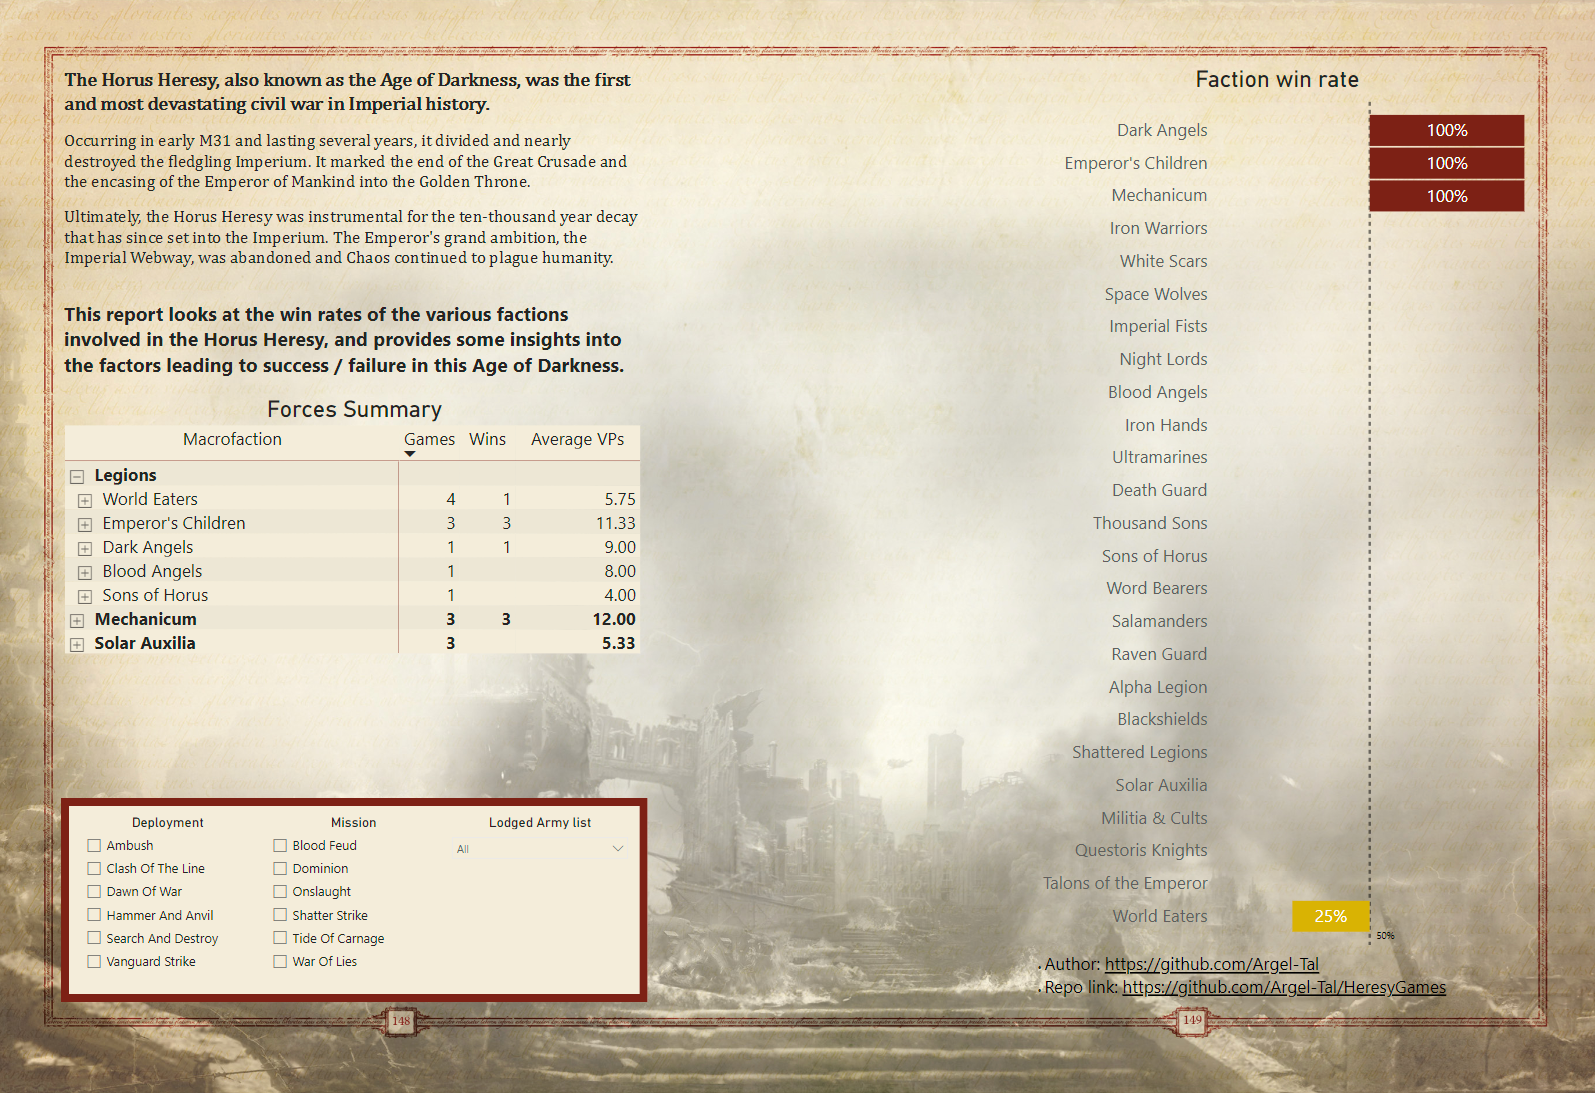 The Horus Heresy, also known as the Age of Darkness, was the first
and most devastating civil war in Imperial history.
Occurring in early M31 and lasting several years, it divided and nearly
destroyed the fledgling Imperium. It marked the end of the Great Crusade and
the encasing of the Emperor of Mankind into the Golden Throne.
Ultimately, the Horus Heresy was instrumental for the ten-thousand year decay
that has since set into the Imperium. The Emperor's grand ambition, the
Imperial Webway, was abandoned and Chaos continued to plague humanity.
This report looks at the win rates of the various factions
involved in the Horus Heresy, and provides some insights into
the factors leading to success / failure in this Age of Darkness.
Forces Summary
Macrofaction Games Wins Average VPs
Legions
World Eaters 4 1 5.75
Emperor's Children 3 3 11.33
Dark Angels 1 1 9.00
Blood Angels 1 8.00
Sons of Horus 1 4.00
Mechanicum 3 3 12.00
Solar Auxilia 3 5.33
Deployment
Ambush
Clash Of The Line
Dawn Of War
Hammer And Anvil
Search And Destroy
Vanguard Strike
Mission
Blood Feud
Dominion
Onslaught
Shatter Strike
Tide Of Carnage
War Of Lies
Lodged Army list
All
148
Faction win rate
Dark Angels 100%
Emperor's Children 100%
Mechanicum 100%
Iron Warriors
White Scars
Space Wolves
Imperial Fists
Night Lords
Blood Angels
Iron Hands
Ultramarines
Death Guard
Thousand Sons
Sons of Horus
Word Bearers
Salamanders
Raven Guard
Alpha Legion
Blackshields
Shattered Legions
Solar Auxilia
Militia & Cults
Questoris Knights
Talons of the Emperor
World Eaters 25%
50%
. Author: https://github.com/Argel-Tal
. Repo link: https://github.com/Argel-Tal/HeresyGames
149